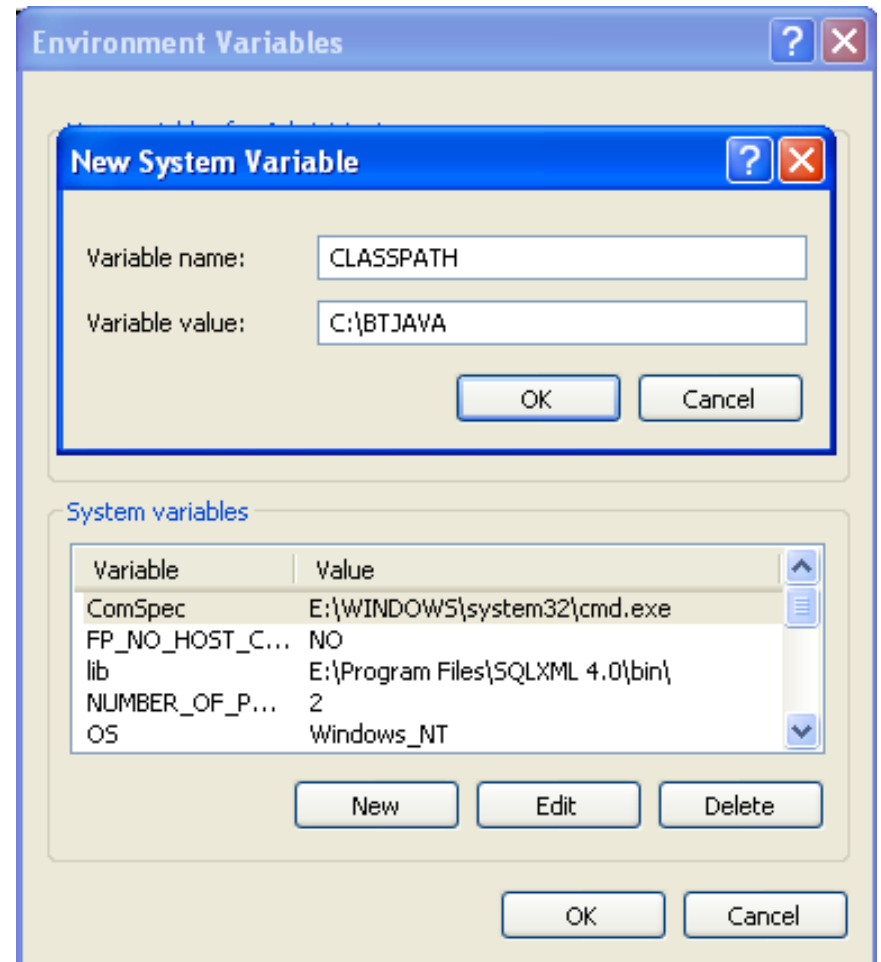 Environment Variables
New System Variable
Variable name: CLASSPATH
Variable value: C:\BTJAVA
OK Cancel
System variables
Variable Value
ComSpec E:\WINDOWS\system32\cmd.exe
FP_NO_HOST_C... NO
lib E:\Program Files\SQLXML 4.0\bin\
NUMBER_OF_P... 2
OS Windows_NT
New Edit Delete
OK Cancel